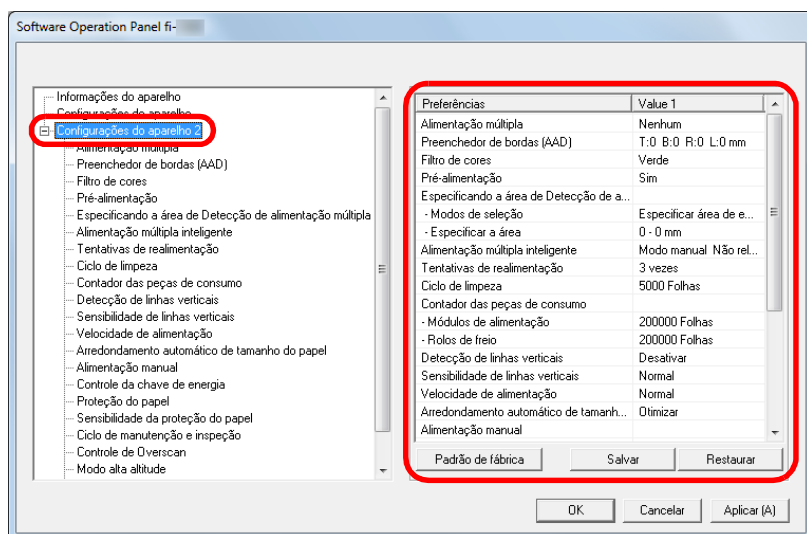 Software Operation Panel fi-
Informações do aparelho
Configurações do aparelho
Configurações do aparelho 2
Alimentação múltipla
Preenchedor de bordas (AAD)
Filtro de cores
Pré-alimentação
Especificando a área de Detecção de alimentação múltipla
Alimentação múltipla inteligente
Tentativas de realimentação
Ciclo de limpeza
Contador das peças de consumo
Detecção de linhas verticais
Sensibilidade de linhas verticais
Velocidade de alimentação
Arredondamento automático de tamanho do papel
Alimentação manual
Controle da chave de energia
Proteção do papel
Sensibilidade da proteção do papel
Ciclo de manutenção e inspeção
Controle de Overscan
Modo alta altitude
Preferências Value 1
Alimentação múltipla Nenhum
Preenchedor de bordas (AAD) T:0 B:0 R:0 L:0 mm
Filtro de cores Verde
Pré-alimentação Sim
Especificando a área de Detecção de a...
- Modos de seleção Especificar área de e...
- Especificar a área 0 - 0 mm
Alimentação múltipla inteligente Modo manual Não rel...
Tentativas de realimentação 3 vezes
Ciclo de limpeza 5000 Folhas
Contador das peças de consumo
- Módulos de alimentação 200000 Folhas
- Rolos de freio 200000 Folhas
Detecção de linhas verticais Desativar
Sensibilidade de linhas verticais Normal
Velocidade de alimentação Normal
Arredondamento automático de tamanh... Otimizar
Alimentação manual
Padrão de fábrica Salvar Restaurar
OK Cancelar Aplicar (A)